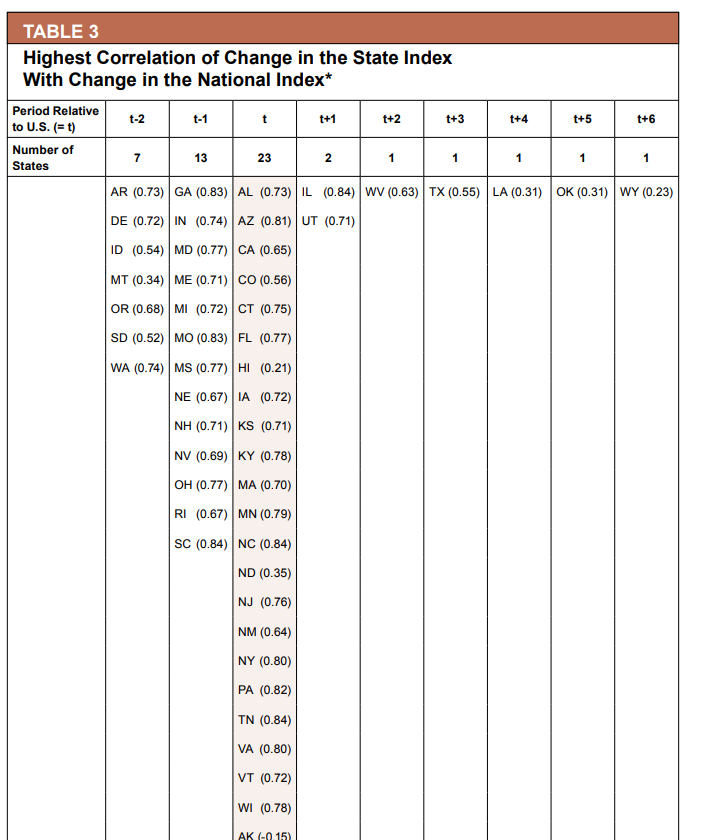 TABLE 3
Highest Correlation of Change in the State Index
With Change in the National Index*
Period Relative to U.S. (= t) t-2 t-1 t t+1 t+2 t+3 t+4 t+5 t+6
Number of States 7 13 23 2 1 1 1 1 1
AR (0.73) GA (0.83) AL (0.73) IL (0.84) WV (0.63) TX (0.55) LA (0.31) OK (0.31) WY (0.23)
DE (0.72) IN (0.74) AZ (0.81) UT (0.71)
ID (0.54) MD (0.77) CA (0.65)
MT (0.34) ME (0.71) CO (0.56)
OR (0.68) MI (0.72) CT (0.75)
SD (0.52) MO (0.83) FL (0.77)
WA (0.74) MS (0.77) HI (0.21)
NE (0.67) IA (0.72)
NH (0.71) KS (0.71)
NV (0.69) KY (0.78)
OH (0.77) MA (0.70)
RI (0.67) MN (0.79)
SC (0.84) NC (0.84)
ND (0.35)
NJ (0.76)
NM (0.64)
NY (0.80)
PA (0.82)
TN (0.84)
VA (0.80)
VT (0.72)
WI (0.78)
AK (-0.15)